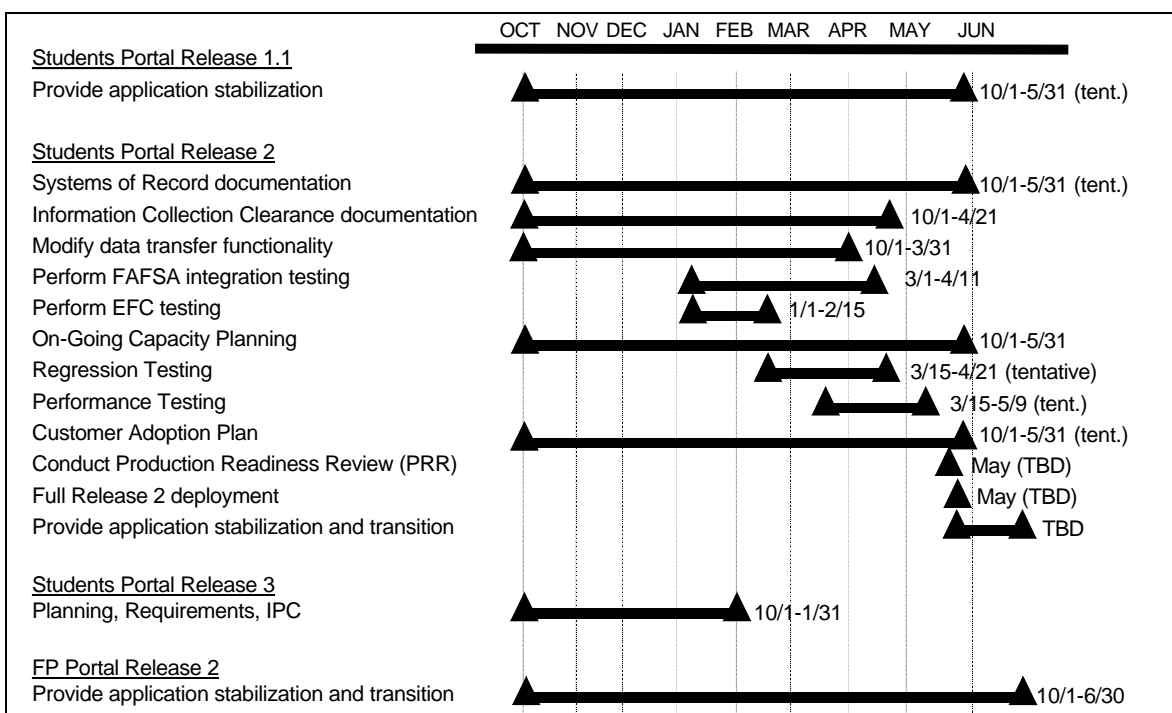 OCT NOV DEC JAN FEB MAR APR MAY JUN
Students Portal Release 1.1
Provide application stabilization 10/1-5/31 (tent.)
Students Portal Release 2
Systems of Record documentation 10/1-5/31 (tent.)
Information Collection Clearance documentation 10/1-4/21
Modify data transfer functionality 10/1-3/31
Perform FAFSA integration testing 3/1-4/11
Perform EFC testing 1/1-2/15
On-Going Capacity Planning 10/1-5/31
Regression Testing 3/15-4/21 (tentative)
Performance Testing 3/15-5/9 (tent.)
Customer Adoption Plan 10/1-5/31 (tent.)
Conduct Production Readiness Review (PRR) May (TBD)
Full Release 2 deployment May (TBD)
Provide application stabilization and transition TBD
Students Portal Release 3
Planning, Requirements, IPC 10/1-1/31
FP Portal Release 2
Provide application stabilization and transition 10/1-6/30